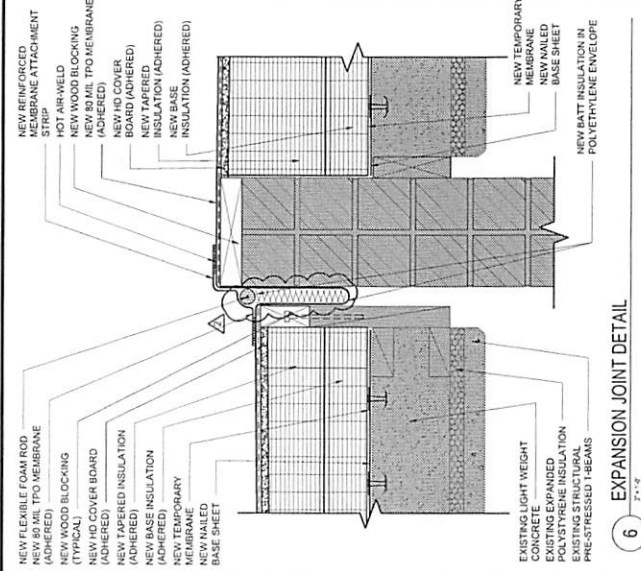 NEW FLEXIBLE FOAM ROD
NEW 80 MIL TPO MEMBRANE
(ADHERED)
NEW WOOD BLOCKING
(TYPICAL)
NEW HD COVER BOARD
(ADHERED)
NEW TAPERED INSULATION
(ADHERED)
NEW BASE INSULATION
(ADHERED)
NEW TEMPORARY
MEMBRANE
NEW NAILED
BASE SHEET
EXISTING LIGHT WEIGHT
CONCRETE
EXISTING EXPANDED
POLYSTYRENE INSULATION
EXISTING STRUCTURAL
PRE-STRESSED T-BEAMS
NEW REINFORCED
MEMBRANE ATTACHMENT
STRIP
HOT AIR-WELD
NEW WOOD BLOCKING
NEW 80 MIL TPO MEMBRANE
(ADHERED)
NEW HD COVER
BOARD (ADHERED)
NEW TAPERED
INSULATION (ADHERED)
NEW BASE
INSULATION (ADHERED)
NEW TEMPORARY
MEMBRANE
NEW NAILED
BASE SHEET
NEW BATT INSULATION IN
POLYETHYLENE ENVELOPE
6 EXPANSION JOINT DETAIL